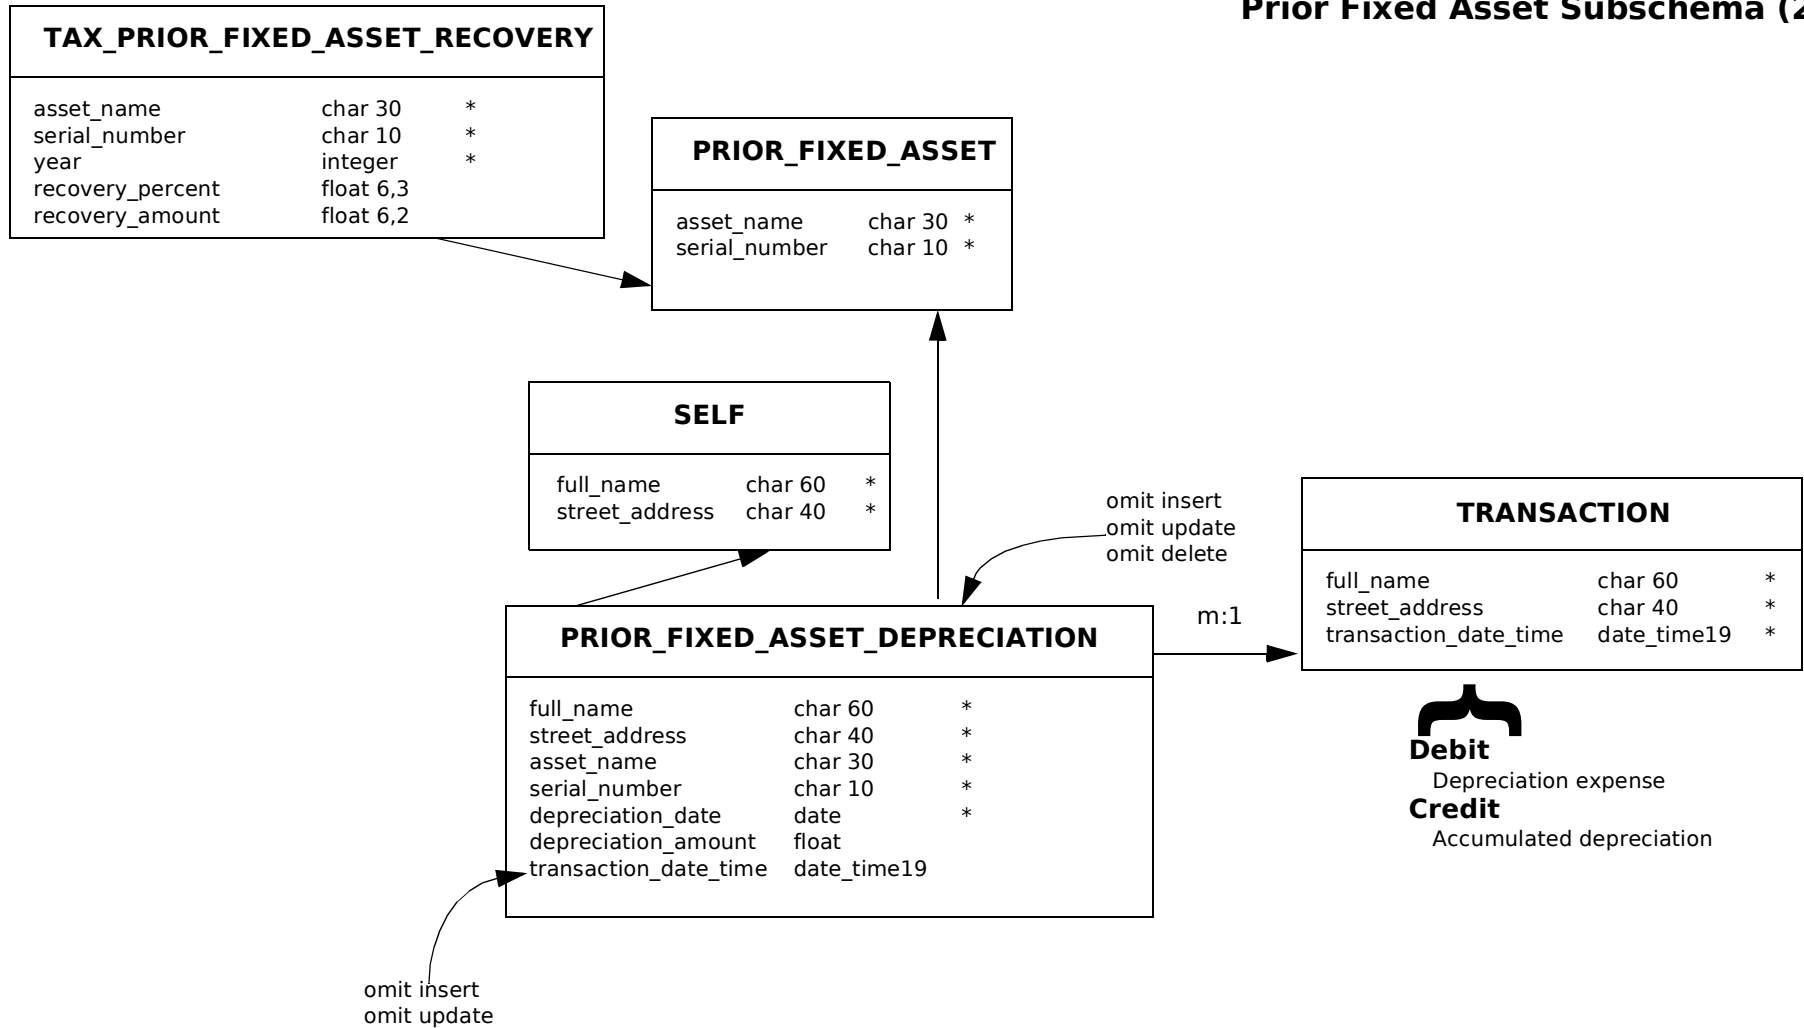 Prior Fixed Asset Subschema (2
TAX_PRIOR_FIXED_ASSET_RECOVERY
asset_name char 30 *
serial_number char 10 *
year integer *
recovery_percent float 6,3
recovery_amount float 6,2
PRIOR_FIXED_ASSET
asset_name char 30 *
serial_number char 10 *
SELF
full_name char 60 *
street_address char 40 *
omit insert
omit update
omit delete
TRANSACTION
full_name char 60 *
street_address char 40 *
transaction_date_time date_time19 *
m:1
PRIOR_FIXED_ASSET_DEPRECIATION
full_name char 60 *
street_address char 40 *
asset_name char 30 *
serial_number char 10 *
depreciation_date date *
depreciation_amount float
transaction_date_time date_time19
Debit
Depreciation expense
Credit
Accumulated depreciation
omit insert
omit update